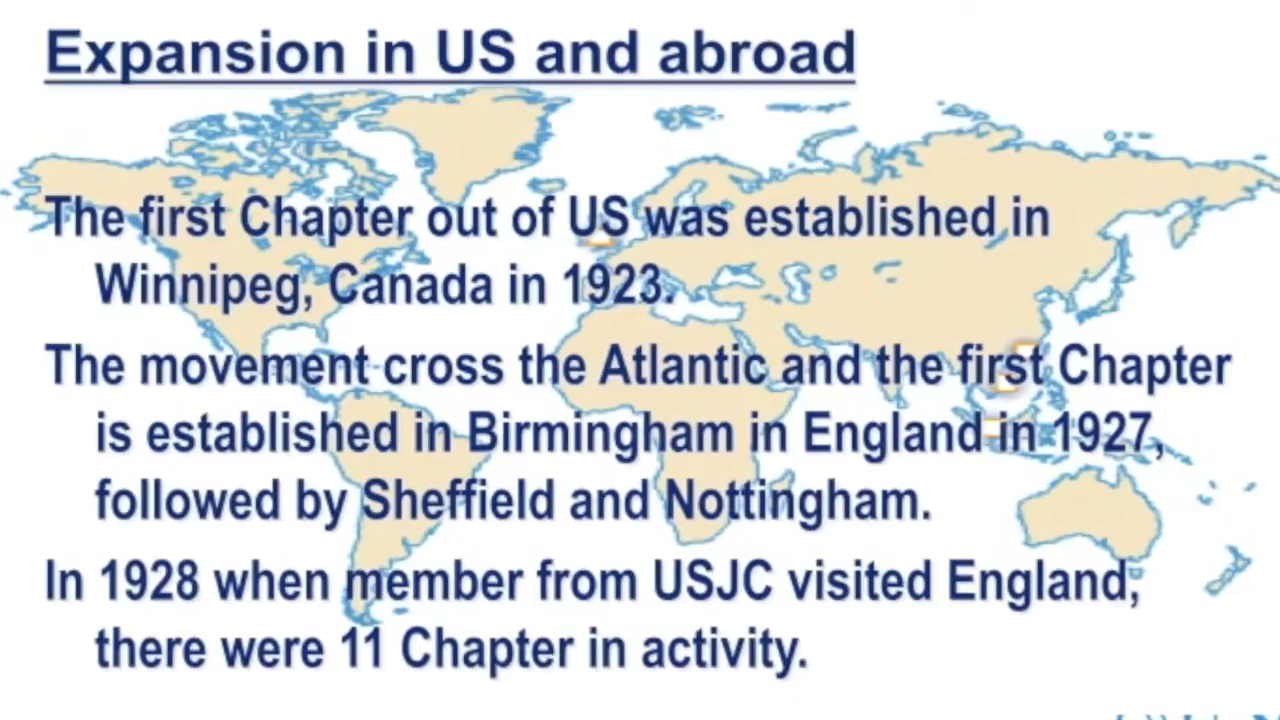 Expansion in US and abroad
The first Chapter out of US was established in
Winnipeg, Canada in 1923.
The movement cross the Atlantic and the first Chapter
is established in Birmingham in England in 1927,
followed by Sheffield and Nottingham.
In 1928 when member from USJC visited England,
there were 11 Chapter in activity.